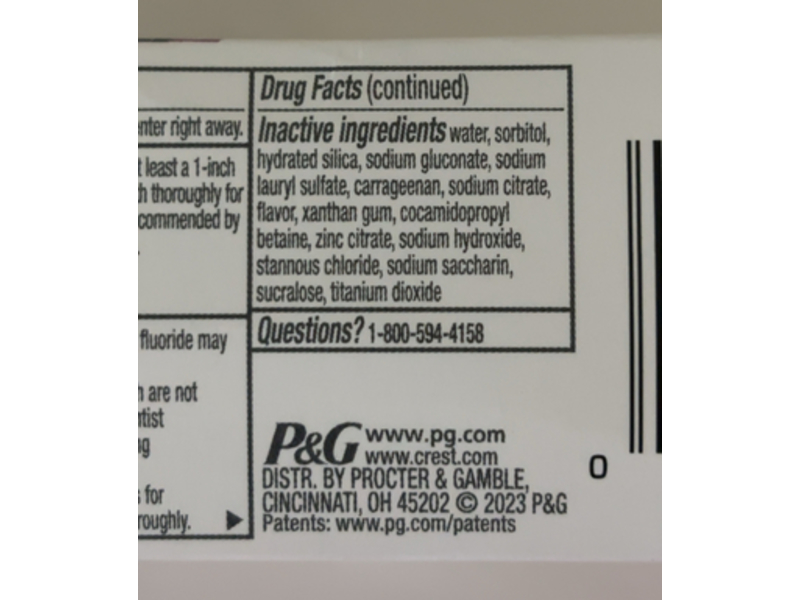 enter right away.
t least a 1-inch
h thoroughly for
commended by
fluoride may
n are not
tist
for
roughly.
Drug Facts (continued)
Inactive ingredients water, sorbitol,
hydrated silica, sodium gluconate, sodium
lauryl sulfate, carrageenan, sodium citrate,
flavor, xanthan gum, cocamidopropyl
betaine, zinc citrate, sodium hydroxide,
stannous chloride, sodium saccharin,
sucralose, titanium dioxide
Questions? 1-800-594-4158
P&G www.pg.com
www.crest.com
DISTR. BY PROCTER & GAMBLE,
CINCINNATI, OH 45202 © 2023 P&G
Patents: www.pg.com/patents
0